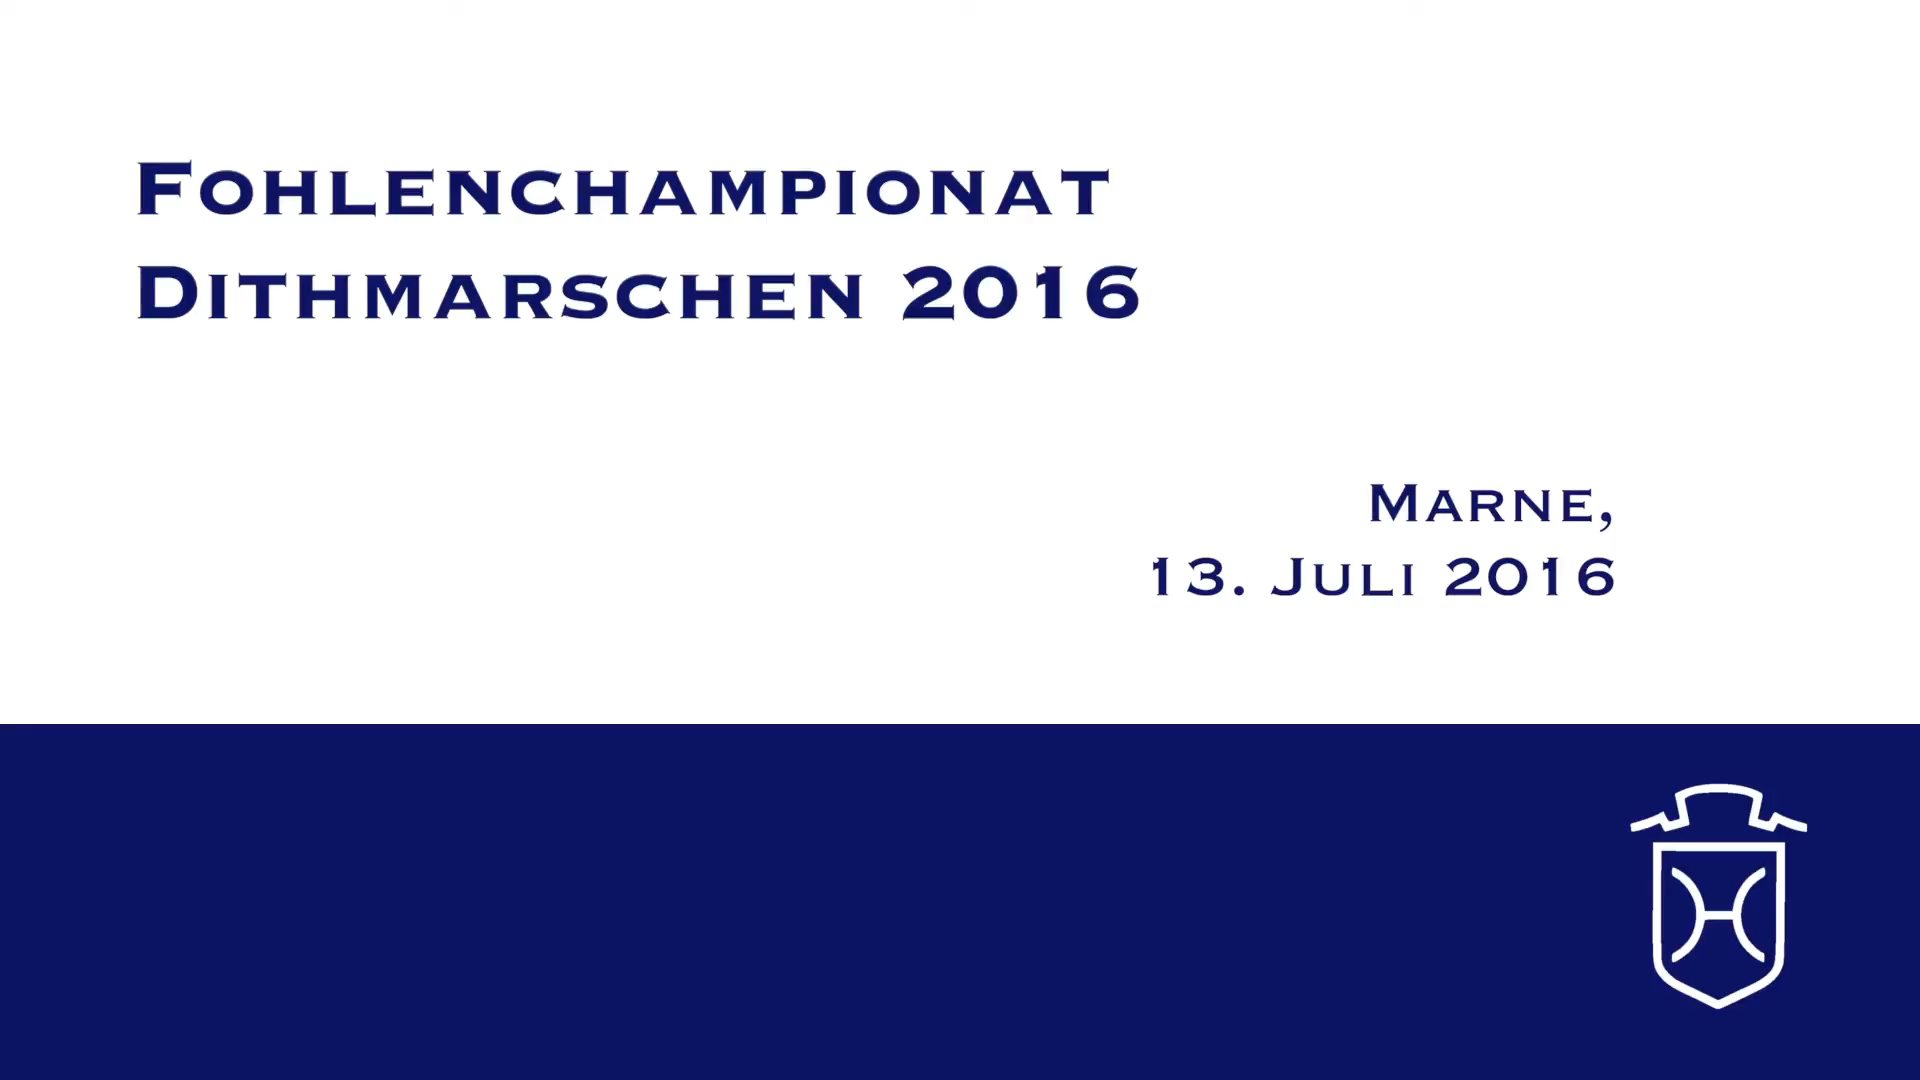 FOHLENCHAMPIONAT
DITHMARSCHEN 2016
MARNE,
13. JULI 2016